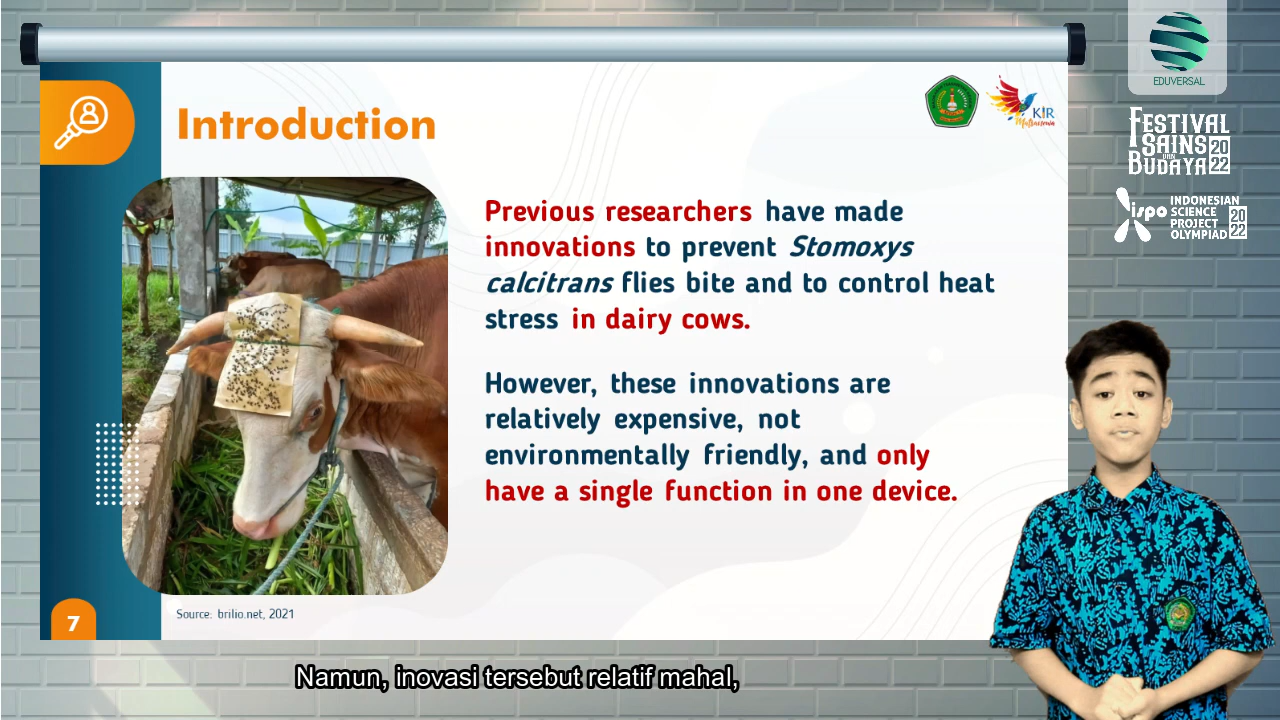 Introduction
KIR
Matsanewa
Previous researchers have made
innovations to prevent Stomoxys
calcitrans flies bite and to control heat
stress in dairy cows.
However, these innovations are
relatively expensive, not
environmentally friendly, and only
have a single function in one device.
Source: brilio.net, 2021
7
EDUVERSAL
FESTIVAL
SAINS
DAN
BUDAYA 2022
ispo
INDONESIAN
SCIENCE
PROJECT
OLYMPIAD 2022
Namun, inovasi tersebut relatif mahal,